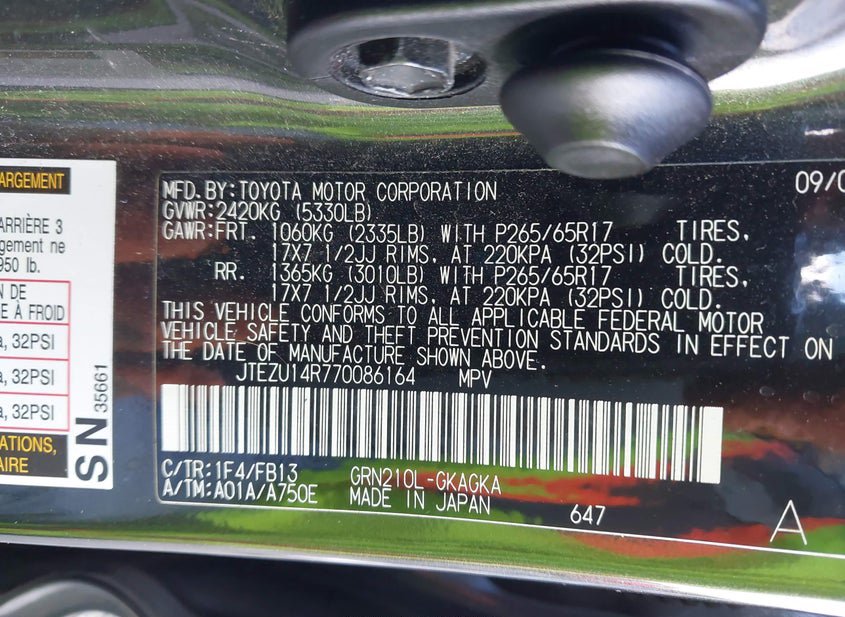 ARGEMENT
ARRIÈRE 3
gement ne
950 lb.
N DE
E À FROID
a, 32PSI
a, 32PSI
a, 32PSI
ATIONS,
AIRE
SN 35661
09/0
MFD.BY:TOYOTA MOTOR CORPORATION
GVWR:2420KG (5330LB)
GAWR:FRT. 1060KG (2335LB) WITH P265/65R17 TIRES,
17X7 1/2JJ RIMS. AT 220KPA (32PSI) COLD.
RR. 1365KG (3010LB) WITH P265/65R17 TIRES,
17X7 1/2JJ RIMS. AT 220KPA (32PSI) COLD.
THIS VEHICLE CONFORMS TO ALL APPLICABLE FEDERAL MOTOR
VEHICLE SAFETY AND THEFT PREVENTION STANDARDS IN EFFECT ON
THE DATE OF MANUFACTURE SHOWN ABOVE.
JTEZU14R770086164 MPV
C/TR:1F4/FB13 GRN210L-GKAGKA
A/TM:A01A/A750E MADE IN JAPAN 647 A